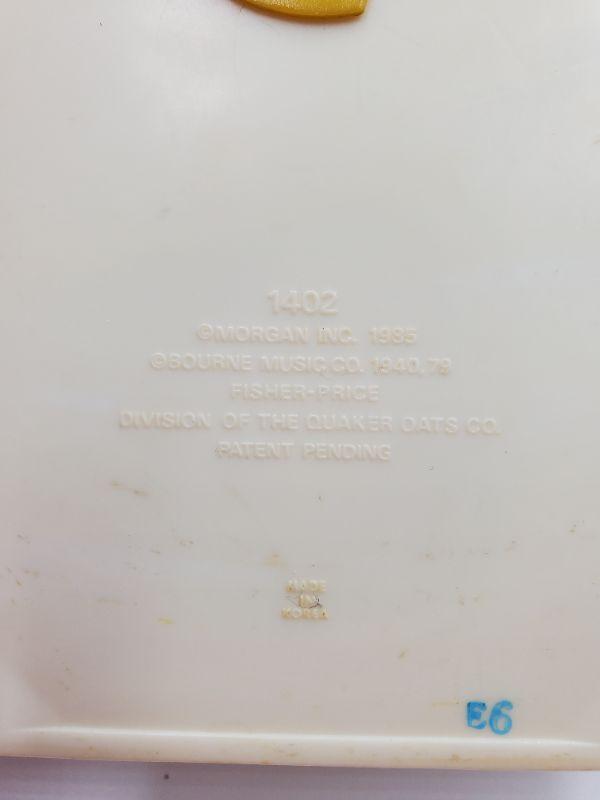 1402
©MORGAN INC. 1985
©BOURNE MUSIC CO. 1940, 79
FISHER-PRICE
DIVISION OF THE QUAKER OATS CO.
PATENT PENDING
MADE
IN
KOREA
E6